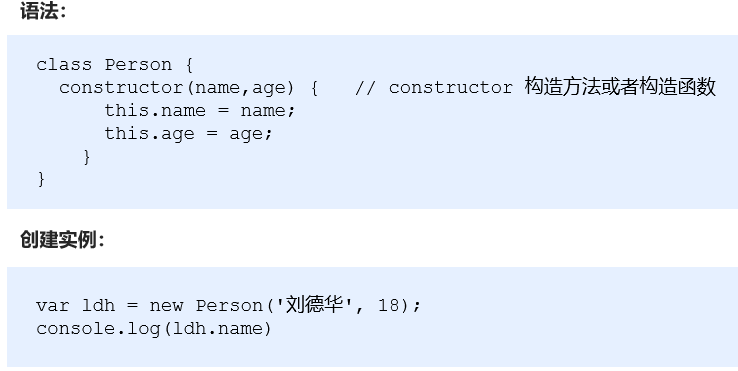 语法：
class Person {
  constructor(name,age) {   // constructor 构造方法或者构造函数
      this.name = name;
      this.age = age;
    }
}
创建实例：
var ldh = new Person('刘德华', 18);
console.log(ldh.name)